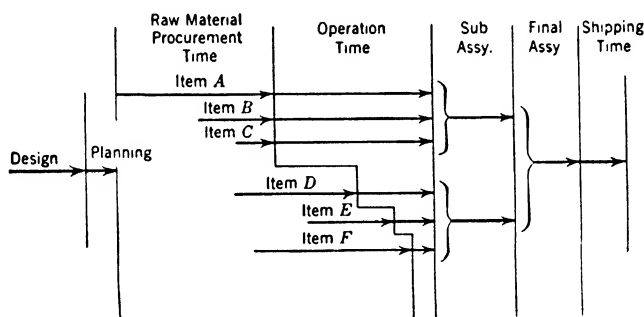 Raw Material
Procurement
Time
Operation
Time
Sub
Assy.
Final
Assy
Shipping
Time
Item A
Item B
Item C
Design
Planning
Item D
Item E
Item F